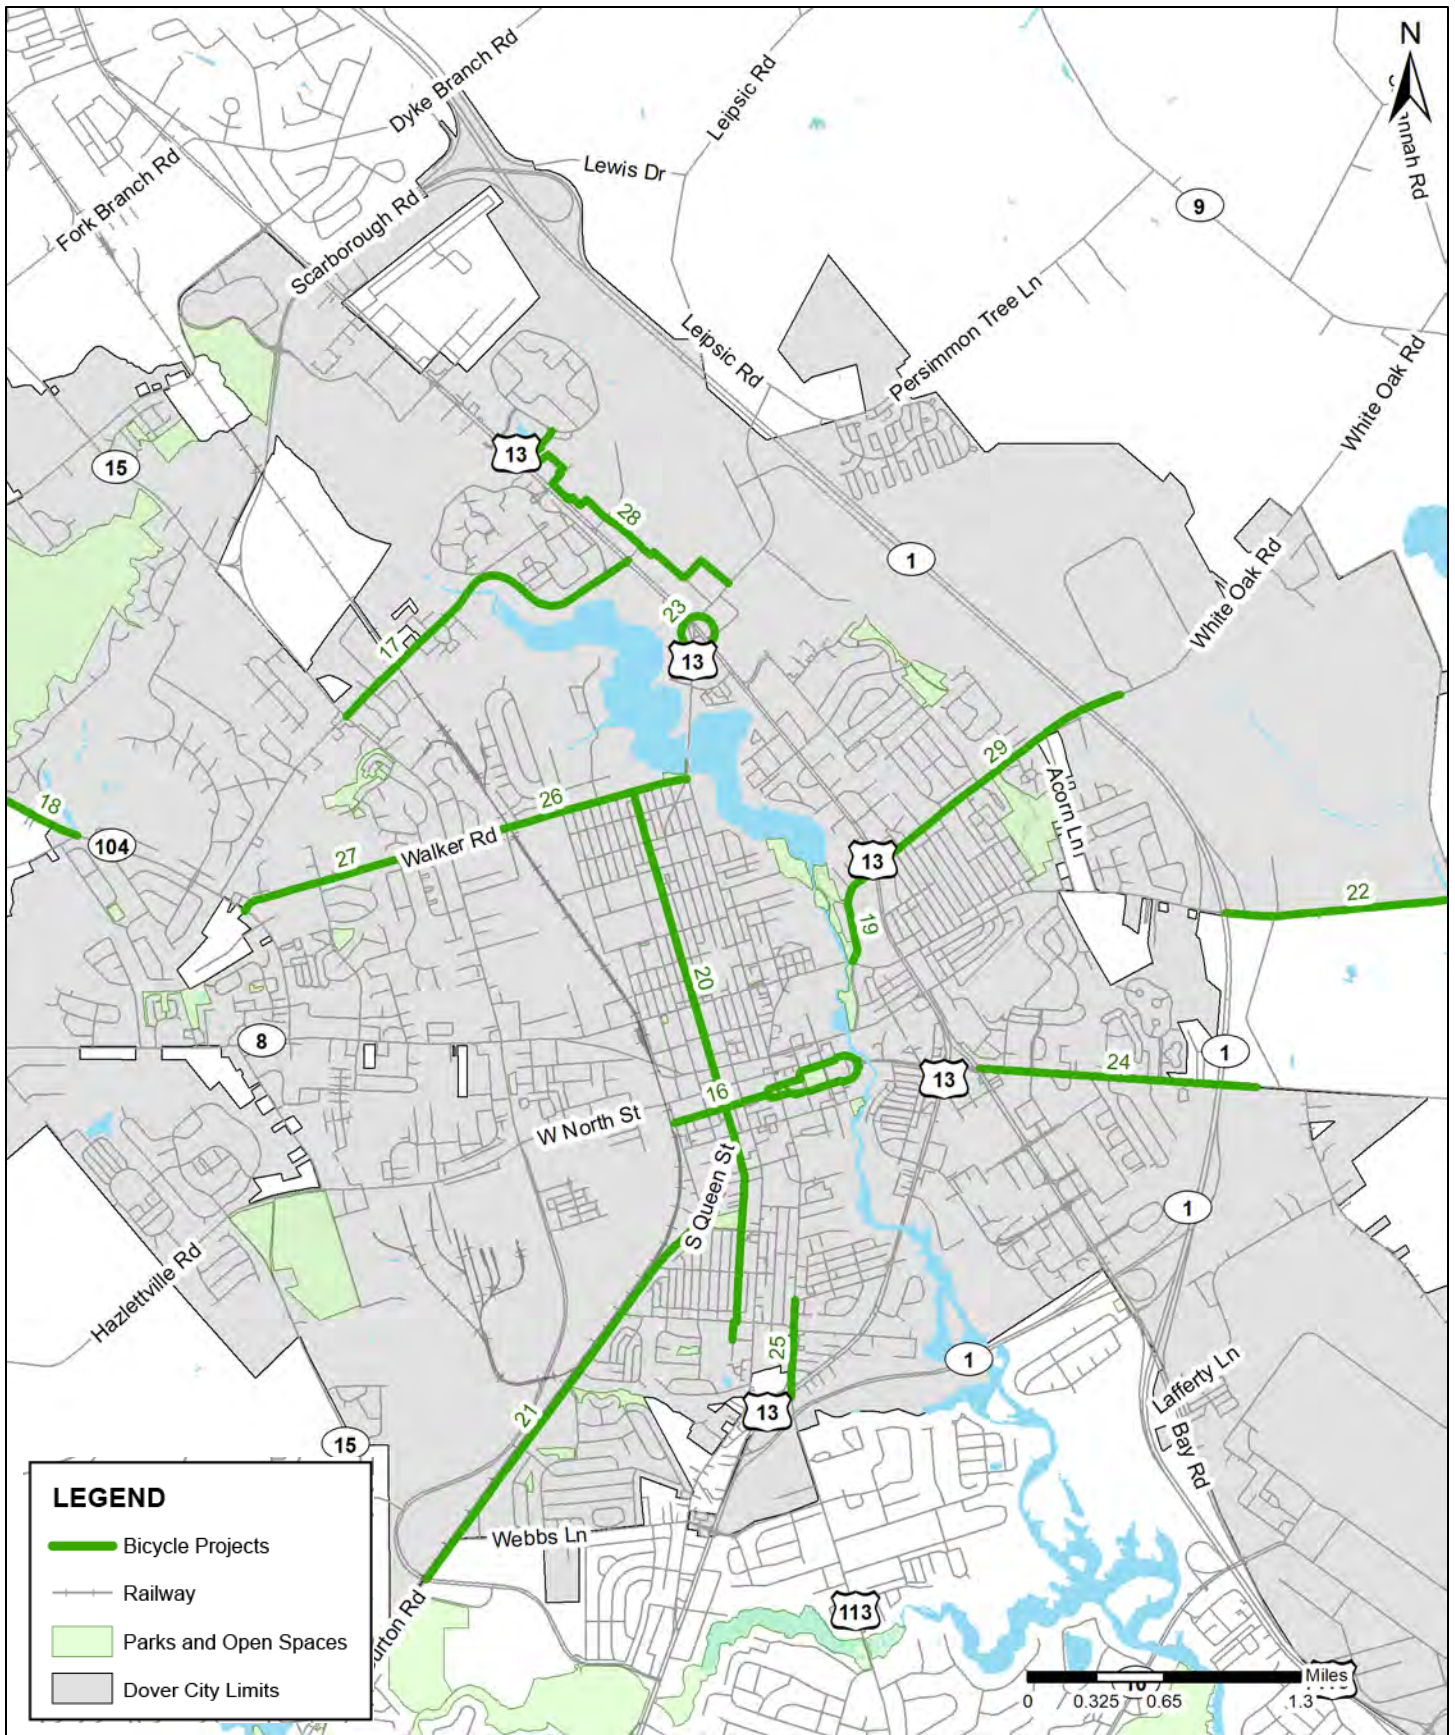 N
Dyke Branch Rd
Leipsic Rd
Lewis Dr
Fork Branch Rd
Scarborough Rd
9
Leipsic Rd
Persimmon Tree Ln
White Oak Rd
13
15
28
1
White Oak Rd
23
17
13
29
Acorn Ln
18
26
104
Walker Rd
27
13
22
19
20
8
1
24
13
16
W North St
S Queen St
1
Hazlettville Rd
25
1
Lafferty Ln
13
21
15
Bay Rd
LEGEND
Bicycle Projects
Railway
Parks and Open Spaces
Dover City Limits
Webbs Ln
113
Miles
0
0.325
0.65
1.3